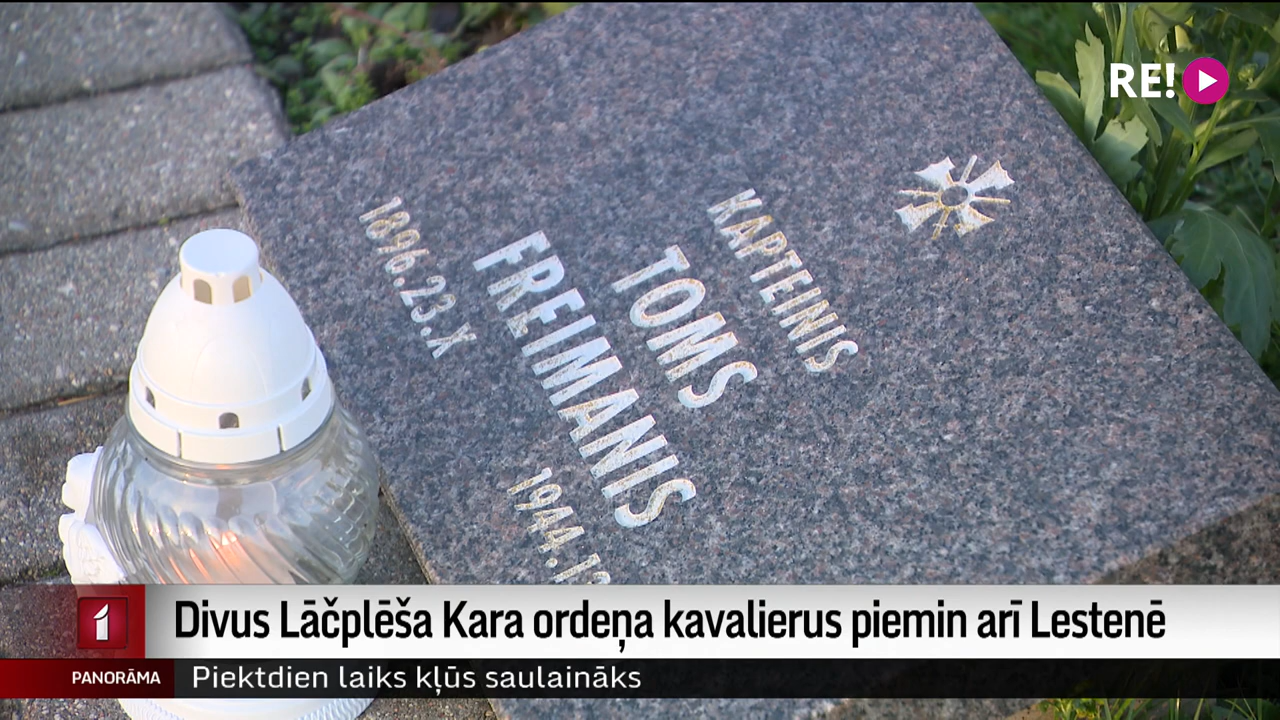 RE!
KAPTEINIS
TOMS
FREIMANIS
1896.23.X
1944.
1
Divus Lāčplēša Kara ordeņa kavalierus piemin arī Lestenē
PANORĀMA
Piektdien laiks kļūs saulaināks